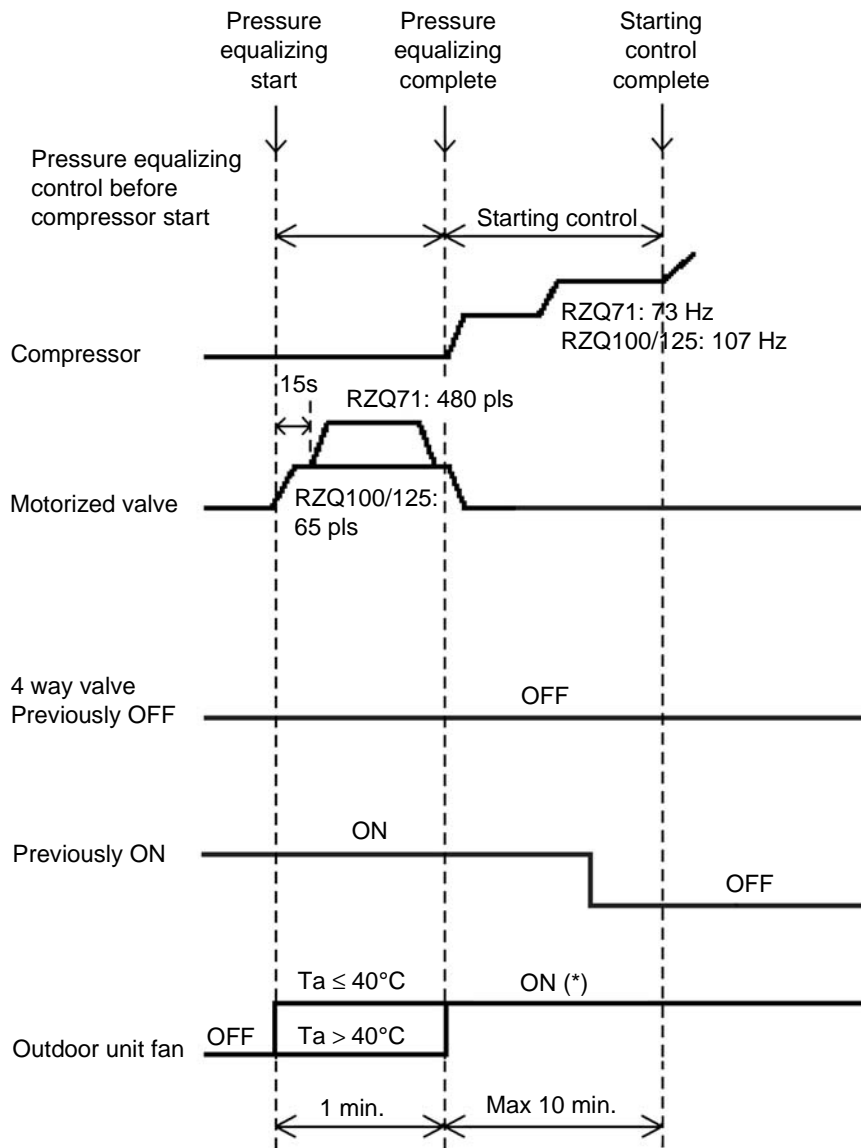 Pressure
equalizing
start
Pressure
equalizing
complete
Starting
control
complete
Pressure equalizing
control before
compressor start
Starting control
RZQ71: 73 Hz
RZQ100/125: 107 Hz
Compressor
15s
RZQ71: 480 pls
Motorized valve
RZQ100/125:
65 pls
4 way valve
Previously OFF
OFF
ON
Previously ON
OFF
Ta ≤ 40°C
ON (*)
OFF
Ta > 40°C
Outdoor unit fan
1 min.
Max 10 min.